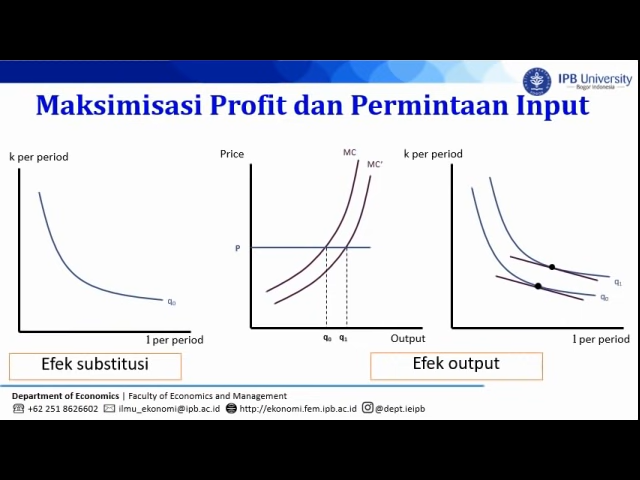 IPB University
Bogor Indonesia
Maksimisasi Profit dan Permintaan Input
k per period
q₀
l per period
Efek substitusi
Price
MC
MC'
P
q₀ q₁
Output
k per period
q₁
q₀
l per period
Efek output
Department of Economics | Faculty of Economics and Management
+62 251 8626602 ilmu_ekonomi@ipb.ac.id http://ekonomi.fem.ipb.ac.id @dept.ieipb